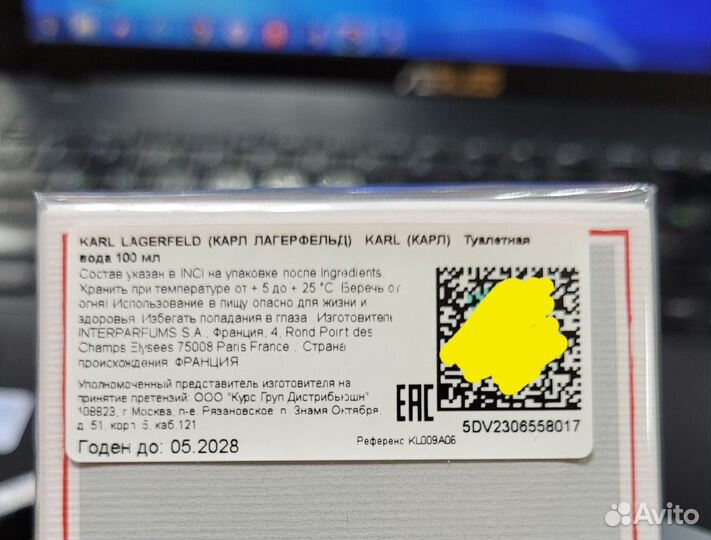 ASUS
KARL LAGERFELD (КАРЛ ЛАГЕРФЕЛЬД) KARL (КАРЛ) Туалетная
вода 100 мл
Состав указан в INCI на упаковке после Ingredients.
Хранить при температуре от + 5 до + 25 °C. Беречь от
огня! Использование в пищу опасно для жизни и
здоровья. Избегать попадания в глаза. Изготовитель
INTERPARFUMS S.A., Франция, 4, Rond Point des
Champs Elysees 75008 Paris France. Страна
происхождения: ФРАНЦИЯ
Уполномоченный представитель изготовителя на
принятие претензий: ООО "Курс Груп Дистрибьюшн"
108823, г Москва, п-е. Рязановское, п. Знамя Октября,
д. 51, корп. 5, каб.121
Годен до: 05.2028
EAC
5DV2306558017
Референс KL009A06
Avito